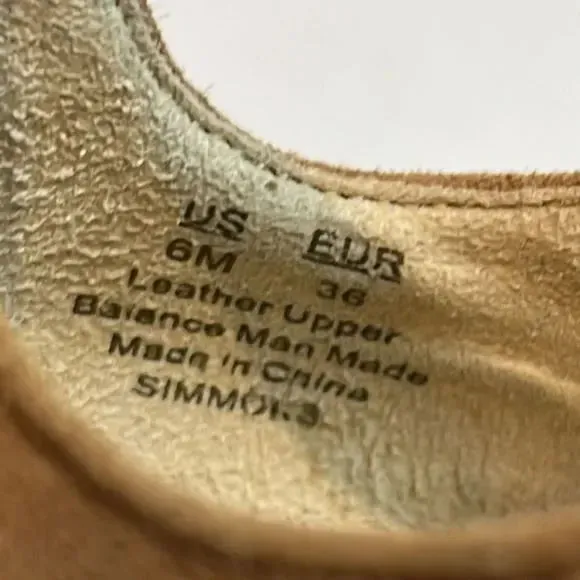 US EUR
6M 36
Leather Upper
Balance Man Made
Made in China